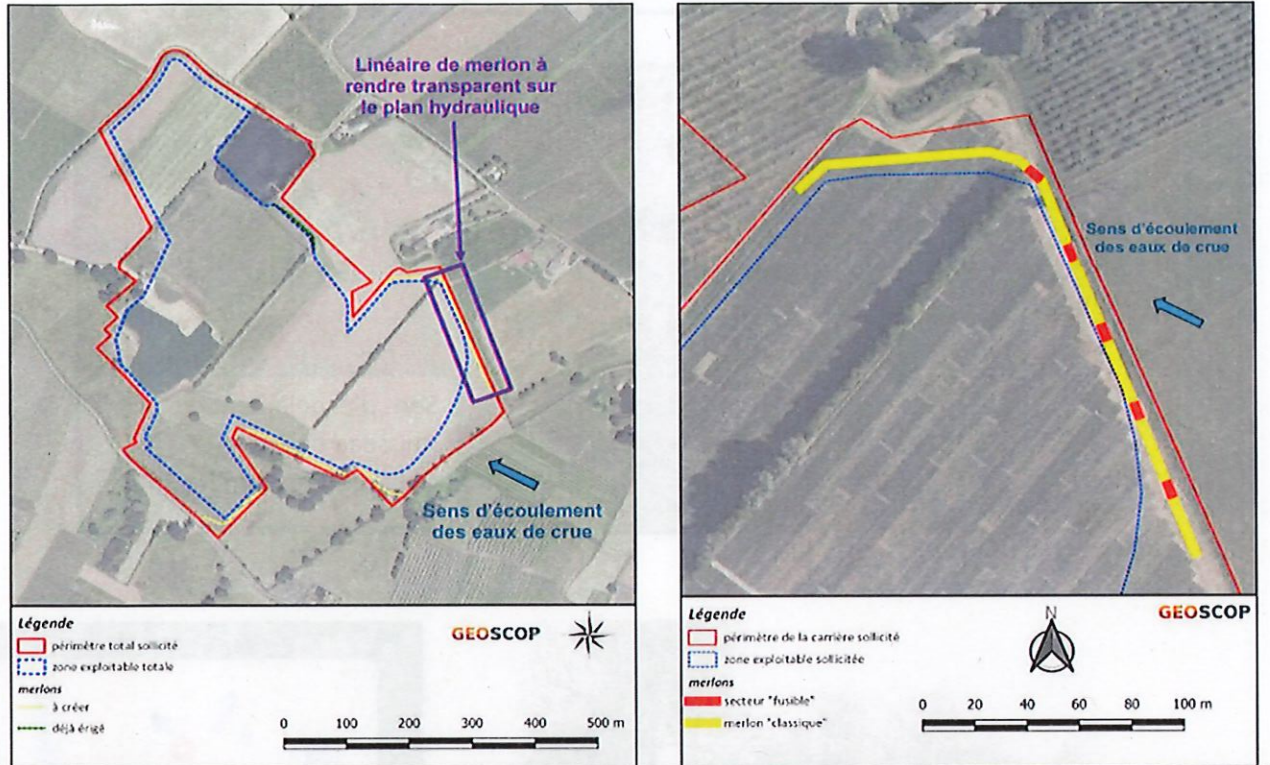 Linéaire de merlon à
rendre transparent sur
le plan hydraulique
Sens d'écoulement
des eaux de crue
Légende
périmètre total sollicité
zone exploitable totale
merlons
à créer
déjà érigé
GEOSCOP
0 100 200 300 400 500 m
Sens d'écoulement
des eaux de crue
Légende
périmètre de la carrière sollicité
zone exploitable sollicitée
merlons
secteur "fusible"
merlon "classique"
N
GEOSCOP
0 20 40 60 80 100 m